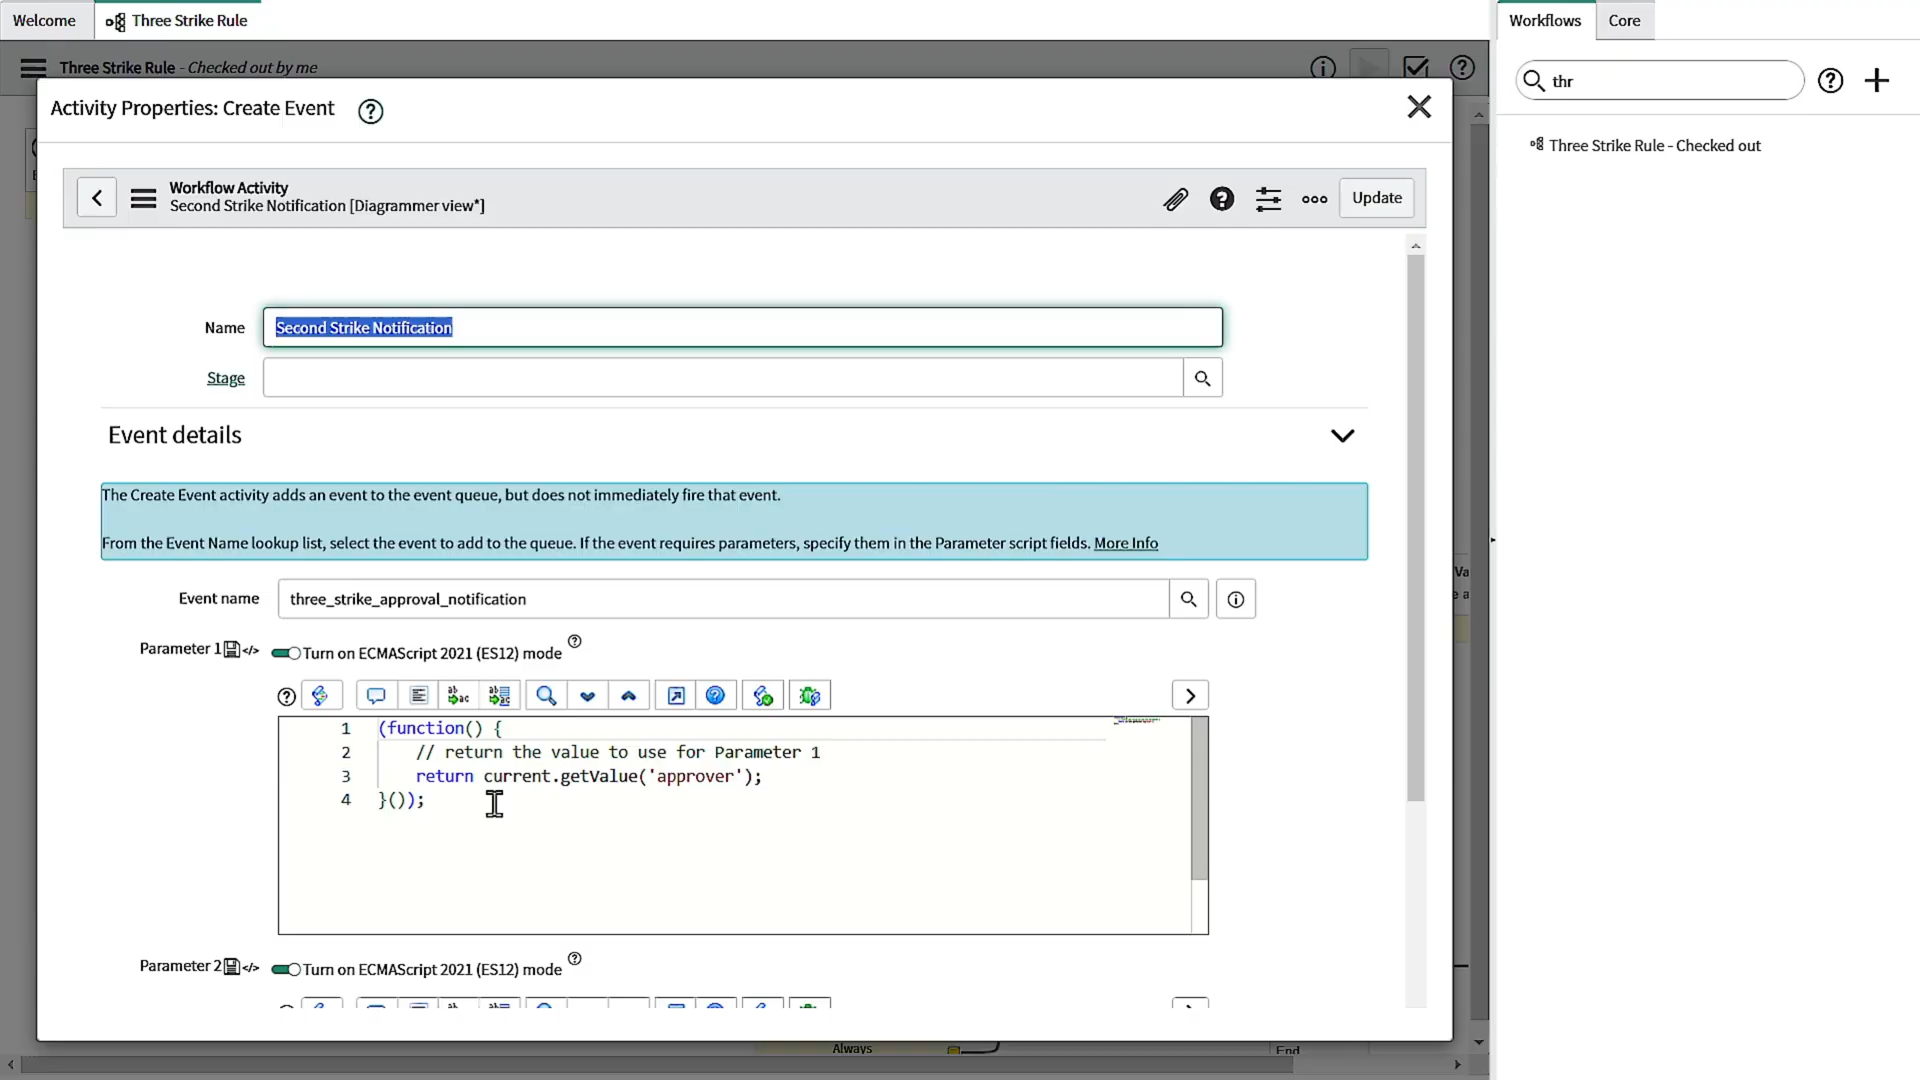 Welcome
Three Strike Rule
Workflows
Core
Three Strike Rule - Checked out by me
thr
Activity Properties: Create Event
Three Strike Rule - Checked out
Workflow Activity
Second Strike Notification [Diagrammer view*]
Update
Name
Second Strike Notification
Stage
Event details
The Create Event activity adds an event to the event queue, but does not immediately fire that event.
From the Event Name lookup list, select the event to add to the queue. If the event requires parameters, specify them in the Parameter script fields. More Info
Va
e a
Event name
three_strike_approval_notification
Parameter 1
Turn on ECMAScript 2021 (ES12) mode
1 (function() {
2 // return the value to use for Parameter 1
3 return current.getValue('approver');
4 }());
Parameter 2
Turn on ECMAScript 2021 (ES12) mode
Always
End